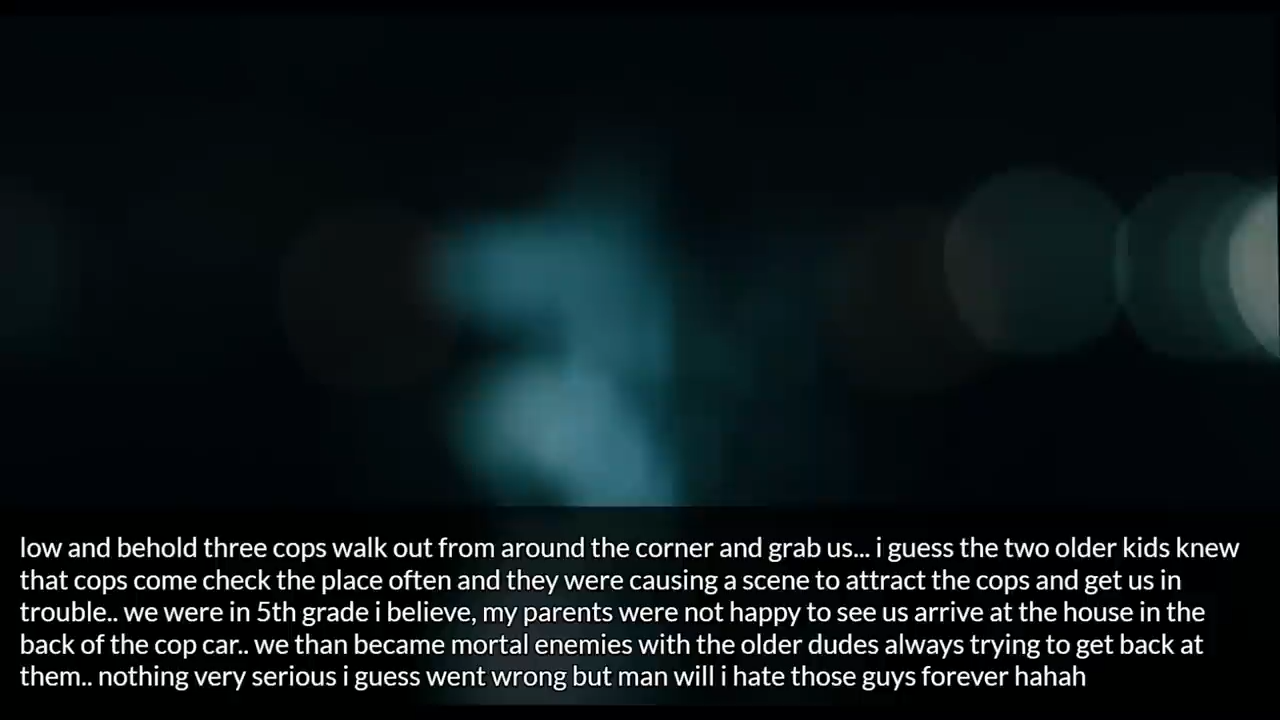 low and behold three cops walk out from around the corner and grab us... i guess the two older kids knew
that cops come check the place often and they were causing a scene to attract the cops and get us in
trouble.. we were in 5th grade i believe, my parents were not happy to see us arrive at the house in the
back of the cop car.. we than became mortal enemies with the older dudes always trying to get back at
them.. nothing very serious i guess went wrong but man will i hate those guys forever hahah